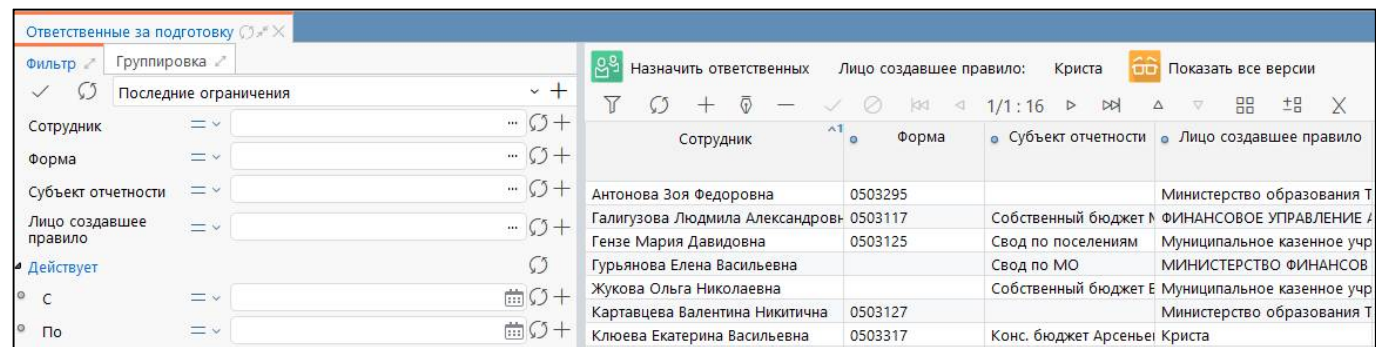 Ответственные за подготовку
Фильтр Группировка
Последние ограничения
Сотрудник
Форма
Субъект отчетности
Лицо создавшее
правило
Действует
С
По
Назначить ответственных Лицо создавшее правило: Криста Показать все версии
1/1 : 16
Сотрудник 1 Форма Субъект отчетности Лицо создавшее правило
Антонова Зоя Федоровна 0503295 Министерство образования Т
Галигузова Людмила Александровн 0503117 Собственный бюджет М ФИНАНСОВОЕ УПРАВЛЕНИЕ А
Гензе Мария Давидовна 0503125 Свод по поселениям Муниципальное казенное учр
Гурьянова Елена Васильевна Свод по МО МИНИСТЕРСТВО ФИНАНСОВ
Жукова Ольга Николаевна Собственный бюджет Муниципальное казенное учр
Картавцева Валентина Никитична 0503127 Министерство образования Т
Клюева Екатерина Васильевна 0503317 Конс. бюджет Арсенье Криста